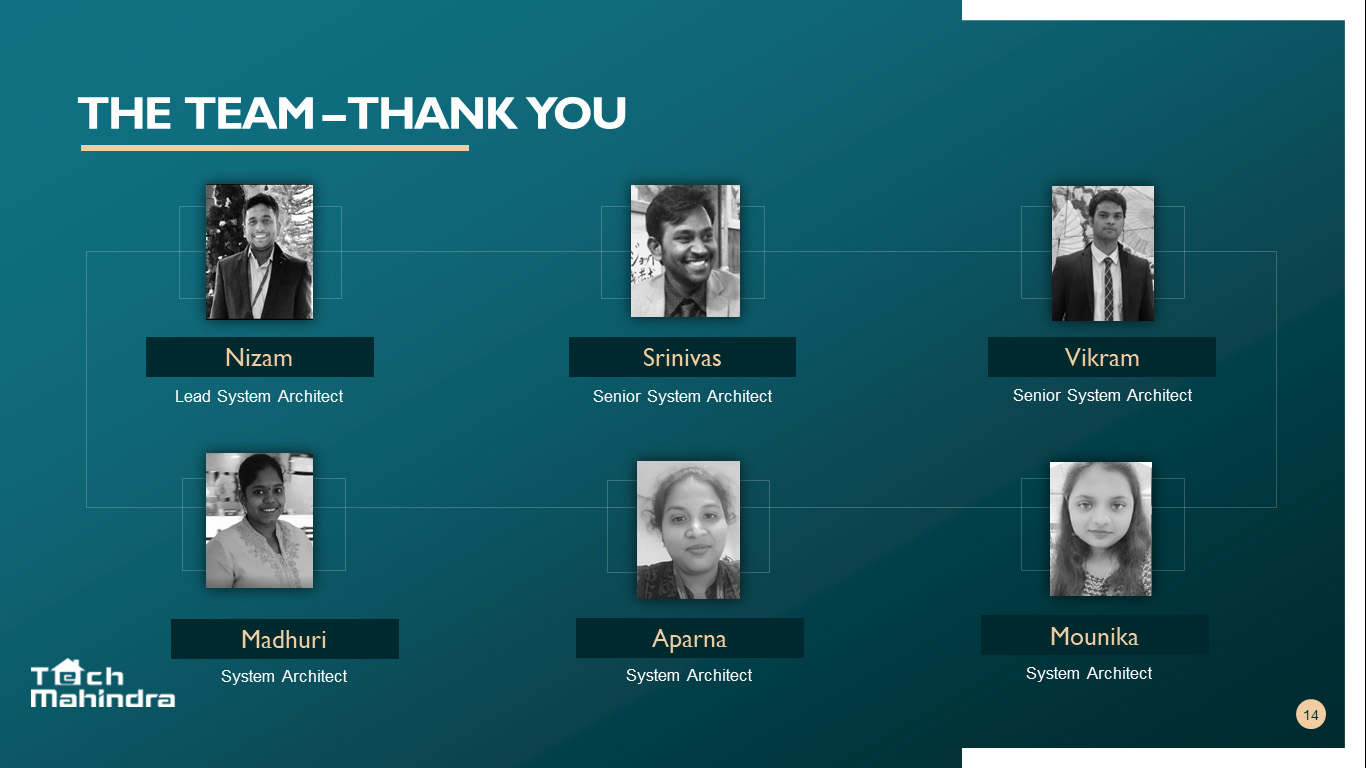 THE TEAM – THANK YOU
Nizam
Lead System Architect
Srinivas
Senior System Architect
Vikram
Senior System Architect
Madhuri
System Architect
Aparna
System Architect
Mounika
System Architect
Tech
Mahindra
14